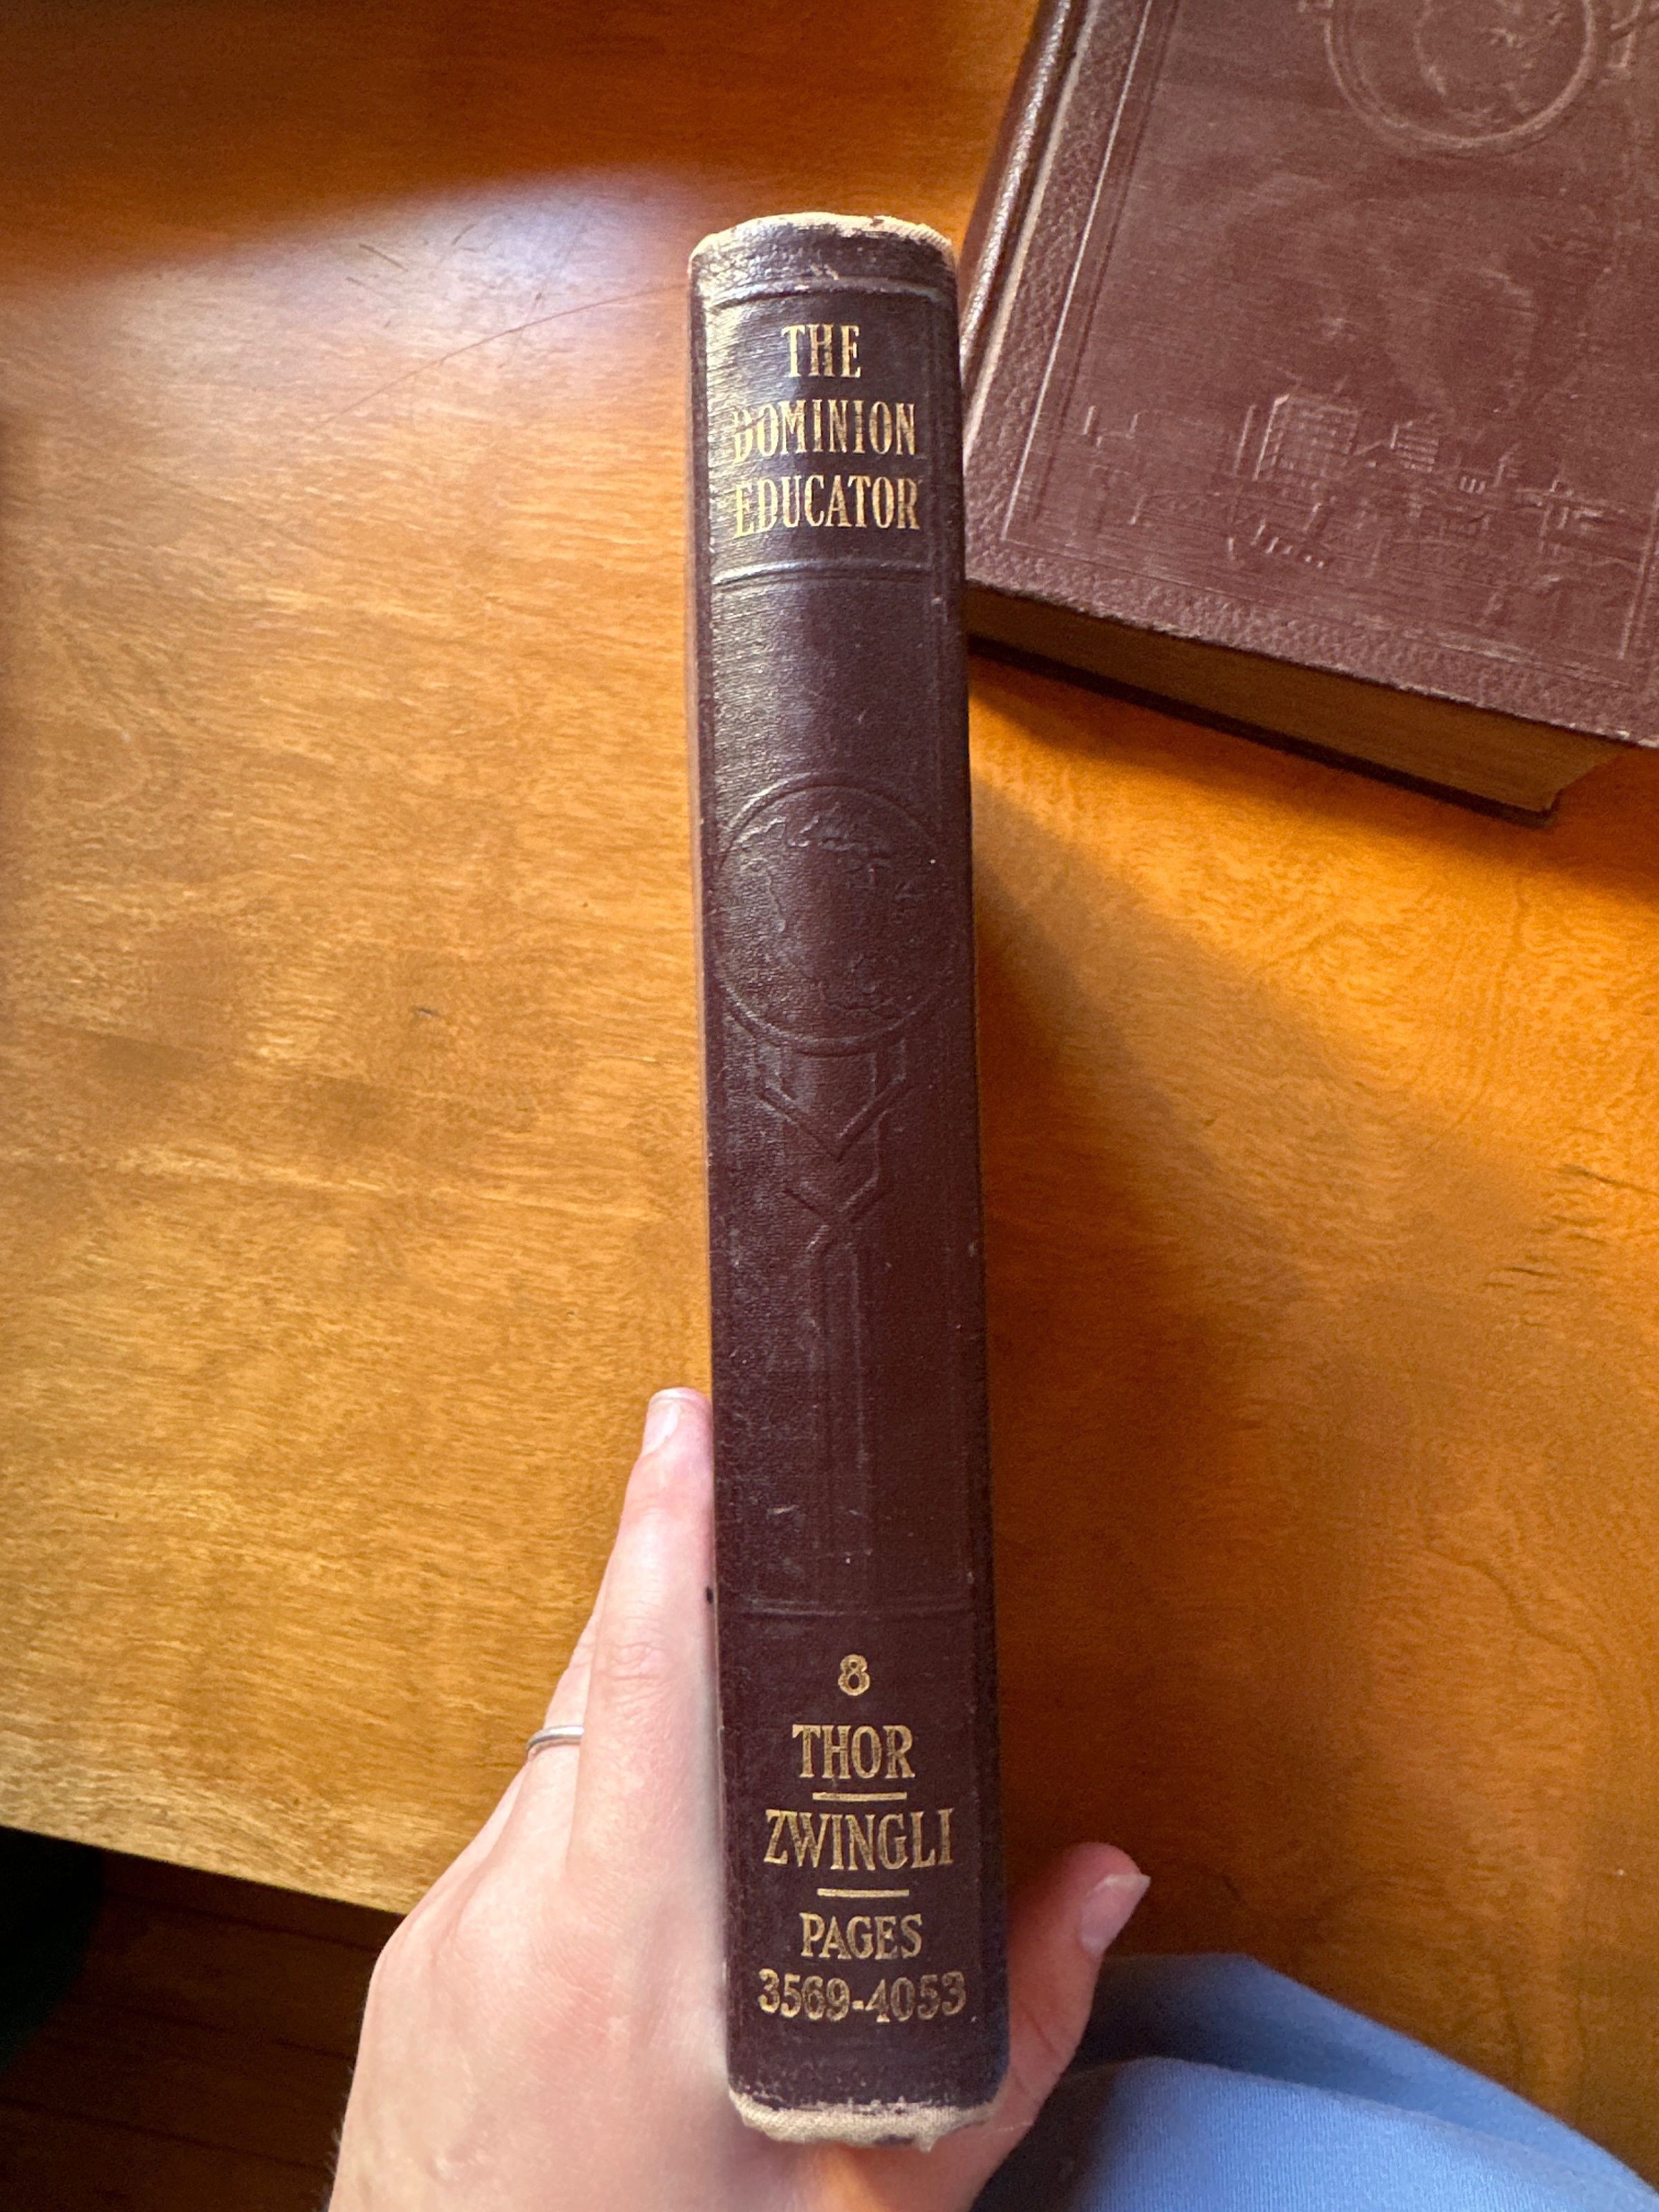 THE
DOMINION
EDUCATOR
8
THOR
ZWINGLI
PAGES
3569-4053